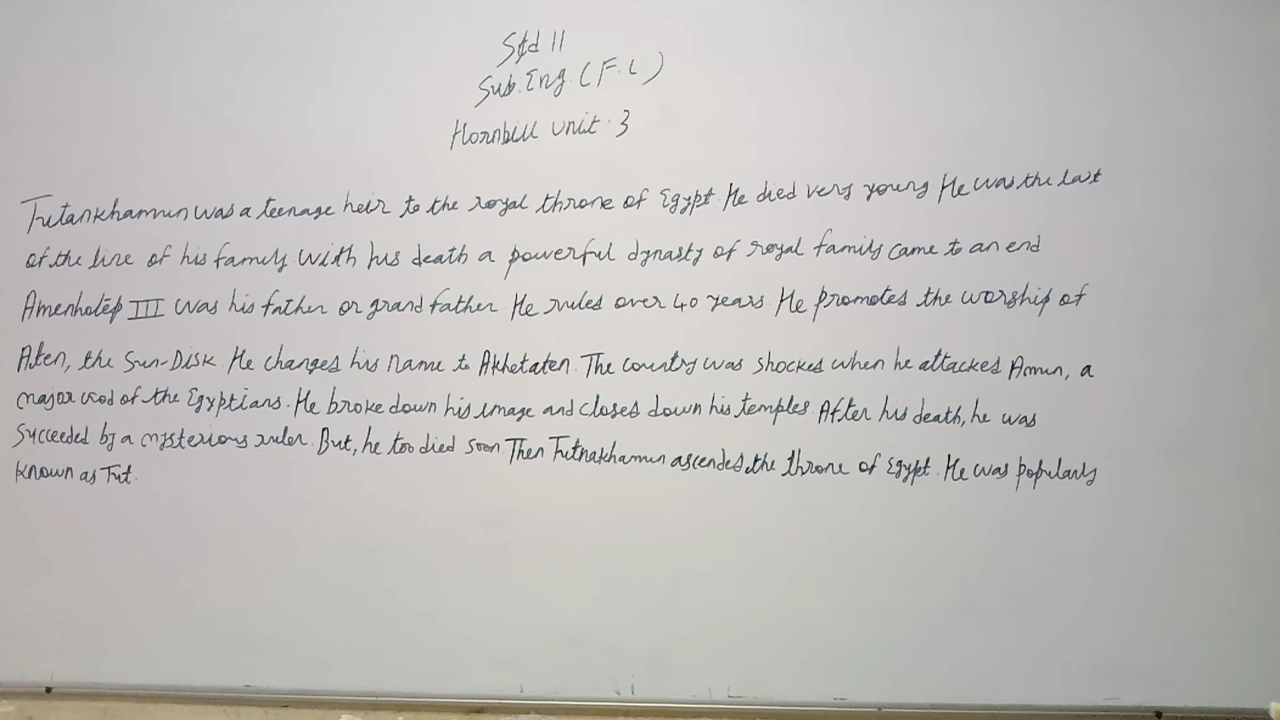 Std 11
Sub. Eng. (F.L)
Hornbill unit. 3
Tutankhamun was a teenage heir to the royal throne of Egypt. He died very young He was the last
of the line of his family with his death a powerful dynasty of royal family came to an end
Amenhotep III was his father or grand father He rules over 40 years. He promotes the worship of
Aten, the Sun-Disk. He changes his name to Akhetaten. The country was shocked when he attacked Amun, a
major God of the Egyptians. He broke down his image and closed down his temples. After his death, he was
Succeeded by a mysterious ruler. But, he too died soon. Then Tutnakhamun ascended the throne of Egypt. He was popularly
known as Tut.